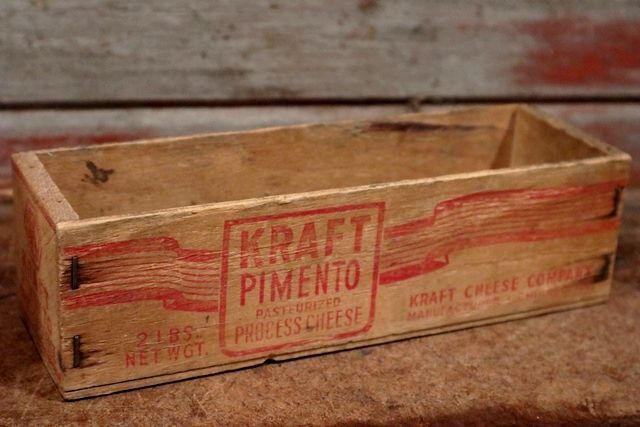 KRAFT
PIMENTO
PASTEURIZED
PROCESS CHEESE
2 LBS.
NET WGT.
KRAFT CHEESE COMPANY